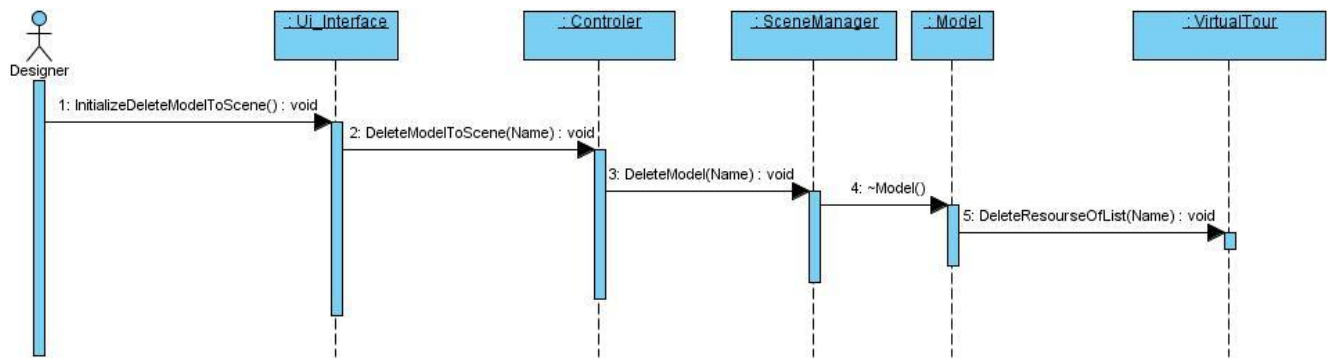 : Ui_Interface
: Controler
: SceneManager
: Model
: VirtualTour
Designer
1: InitializeDeleteModelToScene() : void
2: DeleteModelToScene(Name) : void
3: DeleteModel(Name) : void
4: ~Model()
5: DeleteResourseOfList(Name) : void